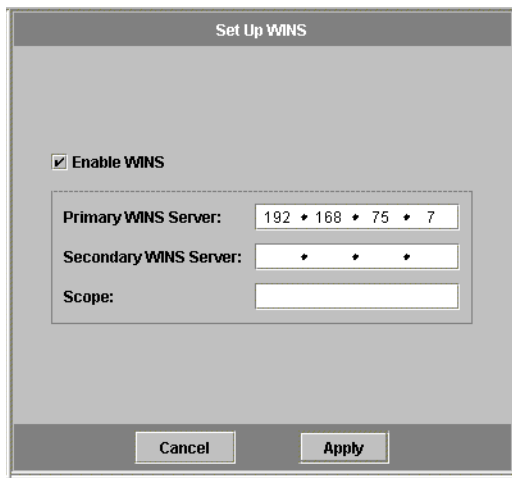 Set Up WINS
Enable WINS
Primary WINS Server: 192 . 168 . 75 . 7
Secondary WINS Server: . . .
Scope:
Cancel Apply